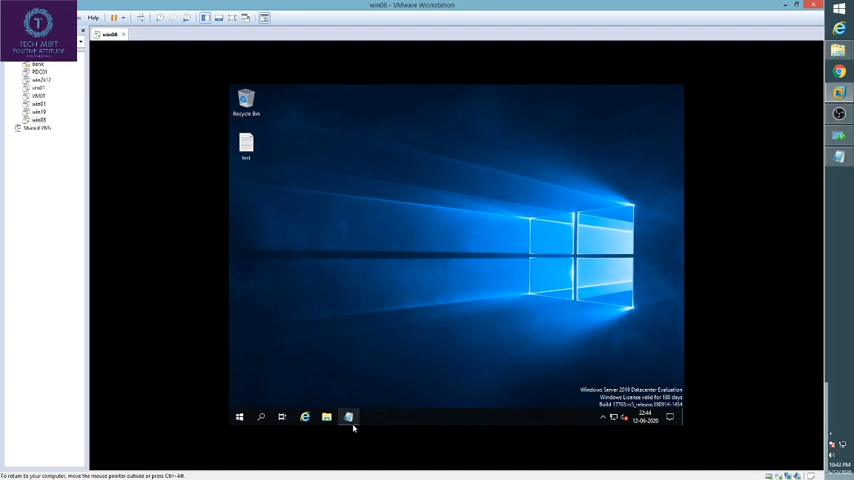 win08 - VMware Workstation
Help
win08
TECH MBT
POSITIVE ATTITUDE
bank
PDC01
win2k12
vm01
VM01
win01
win19
win08
Shared VMs
Recycle Bin
test
Windows Server 2019 Datacenter Evaluation
Windows License valid for 180 days
Build 17763.rs5_release.180914-1434
22:44
12-06-2020
10:43 PM
To return to your computer, move the mouse pointer outside or press Ctrl+Alt.